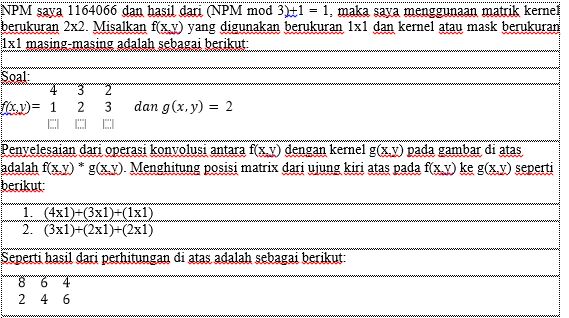 NPM saya 1164066 dan hasil dari (NPM mod 3)+1 = 1, maka saya menggunaan matrik kernel
berukuran 2x2. Misalkan f(x,y) yang digunakan berukuran 1x1 dan kernel atau mask berukuran
1x1 masing-masing adalah sebagai berikut:
Soal:
4 3 2
f(x,y)= 1 2 3 dan g(x,y) = 2
Penyelesaian dari operasi konvolusi antara f(x,y) dengan kernel g(x,y) pada gambar di atas
adalah f(x,y) * g(x,y). Menghitung posisi matrix dari ujung kiri atas pada f(x,y) ke g(x,y) seperti
berikut:
1. (4x1)+(3x1)+(1x1)
2. (3x1)+(2x1)+(2x1)
Seperti hasil dari perhitungan di atas adalah sebagai berikut:
8 6 4
2 4 6